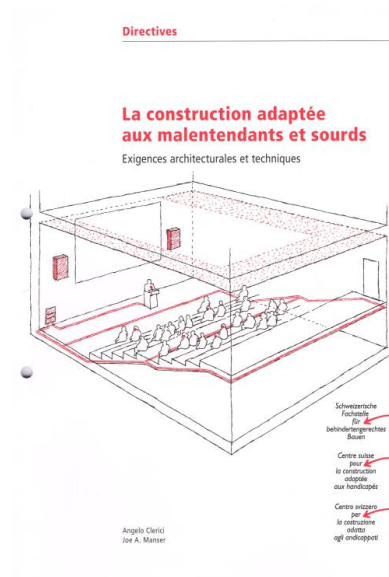 Directives
La construction adaptée
aux malentendants et sourds
Exigences architecturales et techniques
Schweizerische
Fachstelle
für
behindertengerechtes
Bauen
Centre suisse
pour
la construction
adaptée
aux handicapés
Centro svizzero
per
la costruzione
adatta
agli andicappati
Angelo Clerici
Joe A. Manser